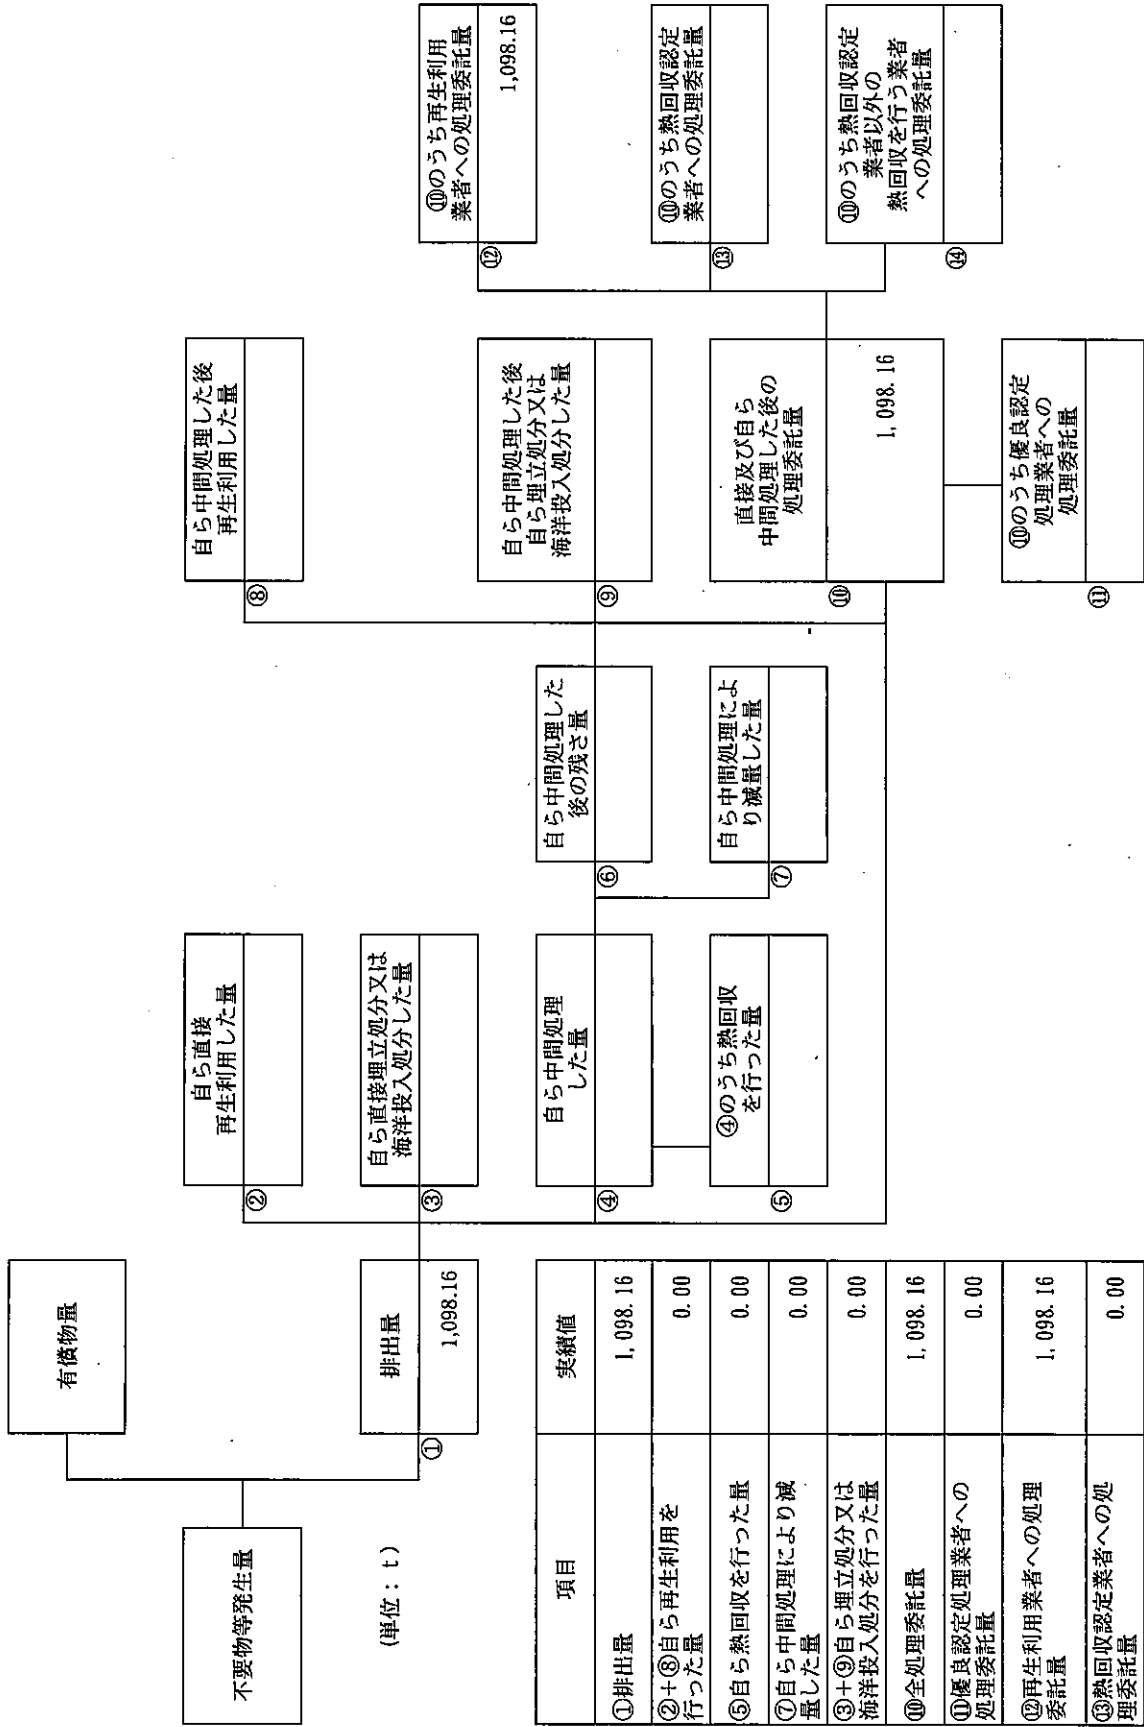 不要物等発生量
有償物量
(単位：t)
①
排出量
1,098.16
②
自ら直接
再生利用した量
③
自ら直接埋立処分又は
海洋投入処分した量
④
自ら中間処理
した量
⑤
④のうち熱回収
を行った量
⑥
自ら中間処理した
後の残さ量
⑦
自ら中間処理によ
り減量した量
⑧
自ら中間処理した後
再生利用した量
⑨
自ら中間処理した後
自ら埋立処分又は
海洋投入処分した量
⑩
直接及び自ら
中間処理した後の
処理委託量
1,098.16
⑪
⑩のうち優良認定
処理業者への
処理委託量
⑫
⑩のうち再生利用
業者への処理委託量
1,098.16
⑬
⑩のうち熱回収認定
業者への処理委託量
⑭
⑩のうち熱回収認定
業者以外の
熱回収を行う業者
への処理委託量
項目 実績値
①排出量 1,098.16
②+⑧自ら再生利用を
行った量 0.00
⑤自ら熱回収を行った量 0.00
⑦自ら中間処理により減
量した量 0.00
③+⑨自ら埋立処分又は
海洋投入処分を行った量 0.00
⑩全処理委託量 1,098.16
⑪優良認定処理業者への
処理委託量 0.00
⑫再生利用業者への処理
委託量 1,098.16
⑬熱回収認定業者への処
理委託量 0.00